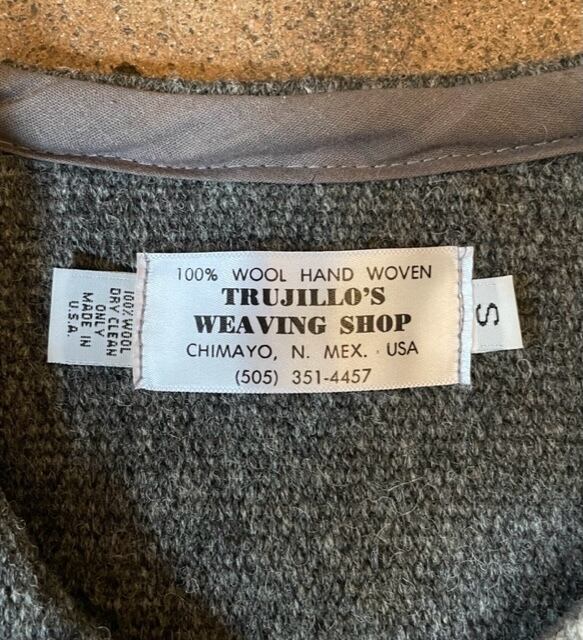 100% WOOL HAND WOVEN
TRUJILLO'S
WEAVING SHOP
CHIMAYO, N. MEX. USA
(505) 351-4457
100% WOOL
DRY CLEAN
ONLY
MADE IN
U.S.A.
S